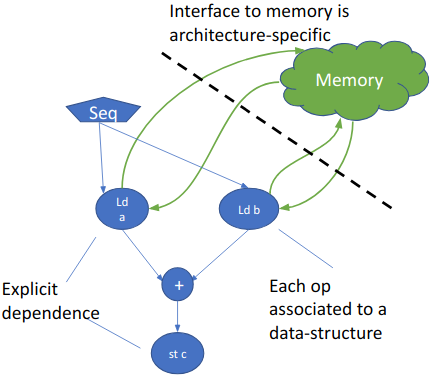 Interface to memory is
architecture-specific
Memory
Seq
Ld
a
Ld b
+
Explicit
dependence
Each op
associated to a
data-structure
st c